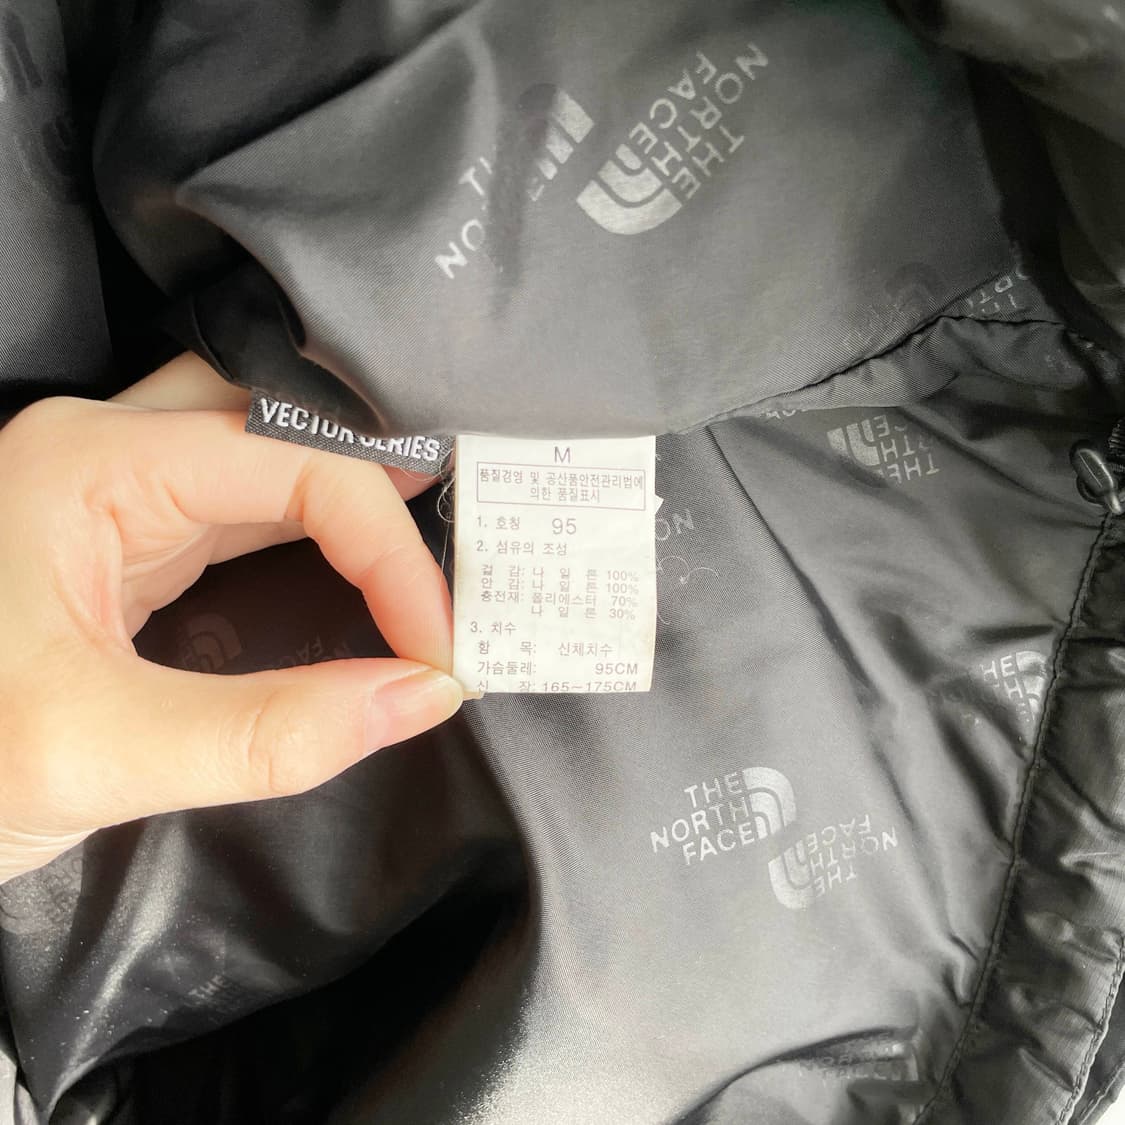 THE
NORTH
FACE
VECTOR SERIES
M
품질경영 및 공산품안전관리법에
의한 품질표시
1. 호칭 95
2. 섬유의 조성
겉 감: 나 일 론 100%
안 감: 나 일 론 100%
충전재: 폴리에스터 70%
나 일 론 30%
3. 치수
항 목: 신체치수
가슴둘레: 95CM
신 장: 165~175CM
THE
NORTH
FACE
THE
NORTH
FACE
THE
NORTH
FACE